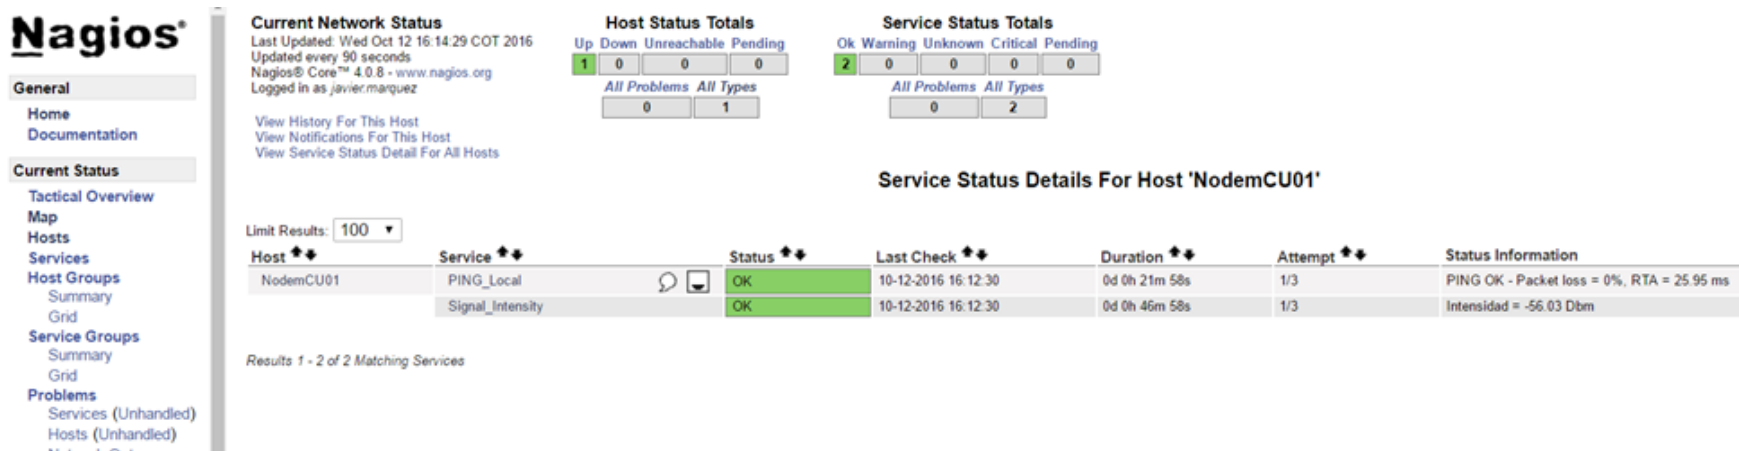 Nagios®
General
Home
Documentation
Current Status
Tactical Overview
Map
Hosts
Services
Host Groups
Summary
Grid
Service Groups
Summary
Grid
Problems
Services (Unhandled)
Hosts (Unhandled)
Current Network Status
Last Updated: Wed Oct 12 16:14:29 COT 2016
Updated every 90 seconds
Nagios® Core™ 4.0.8 - www.nagios.org
Logged in as javier.marquez
View History For This Host
View Notifications For This Host
View Service Status Detail For All Hosts
Host Status Totals
Up Down Unreachable Pending
1 0 0 0
All Problems All Types
0 1
Service Status Totals
Ok Warning Unknown Critical Pending
2 0 0 0 0
All Problems All Types
0 2
Service Status Details For Host 'NodemCU01'
Limit Results: 100
Host Service Status Last Check Duration Attempt Status Information
NodemCU01 PING_Local OK 10-12-2016 16:12:30 0d 0h 21m 58s 1/3 PING OK - Packet loss = 0%, RTA = 25.95 ms
Signal_Intensity OK 10-12-2016 16:12:30 0d 0h 46m 58s 1/3 Intensidad = -56.03 Dbm
Results 1 - 2 of 2 Matching Services